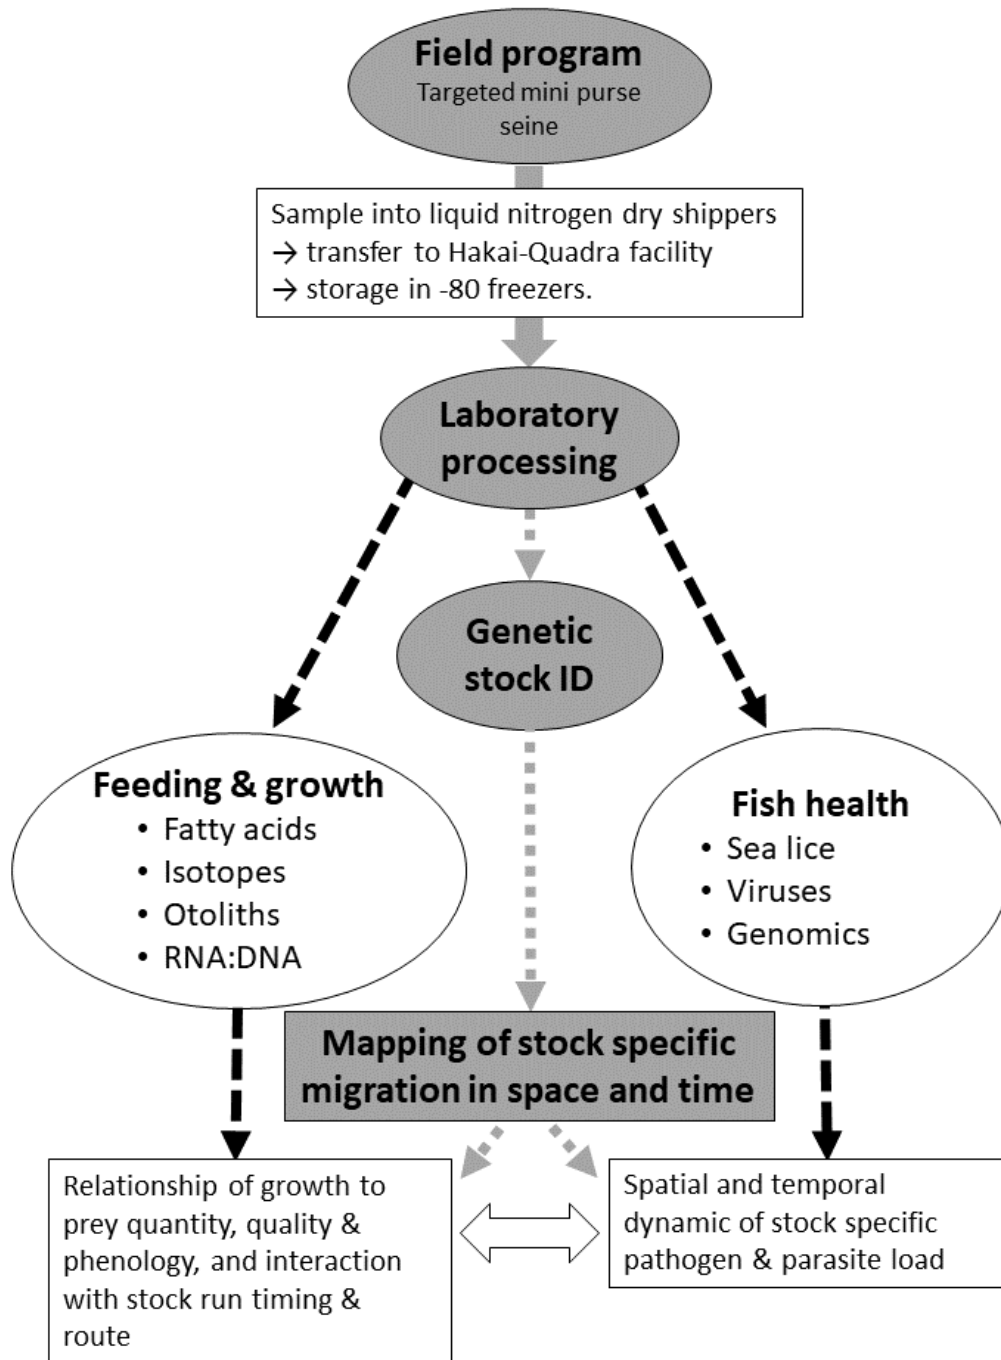 Field program
Targeted mini purse
seine
Sample into liquid nitrogen dry shippers
→ transfer to Hakai-Quadra facility
→ storage in -80 freezers.
Laboratory
processing
Genetic
stock ID
Feeding & growth
• Fatty acids
• Isotopes
• Otoliths
• RNA:DNA
Fish health
• Sea lice
• Viruses
• Genomics
Mapping of stock specific
migration in space and time
Relationship of growth to
prey quantity, quality &
phenology, and interaction
with stock run timing &
route
Spatial and temporal
dynamic of stock specific
pathogen & parasite load